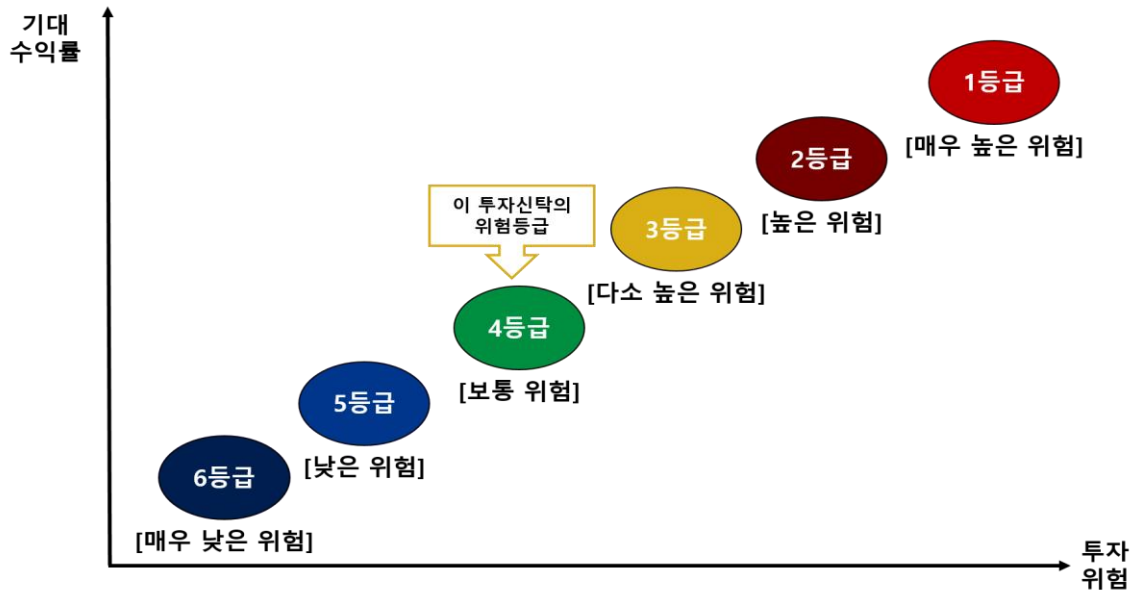 기대
수익률
1등급
[매우 높은 위험]
2등급
[높은 위험]
이 투자신탁의
위험등급
3등급
[다소 높은 위험]
4등급
[보통 위험]
5등급
[낮은 위험]
6등급
[매우 낮은 위험]
투자
위험